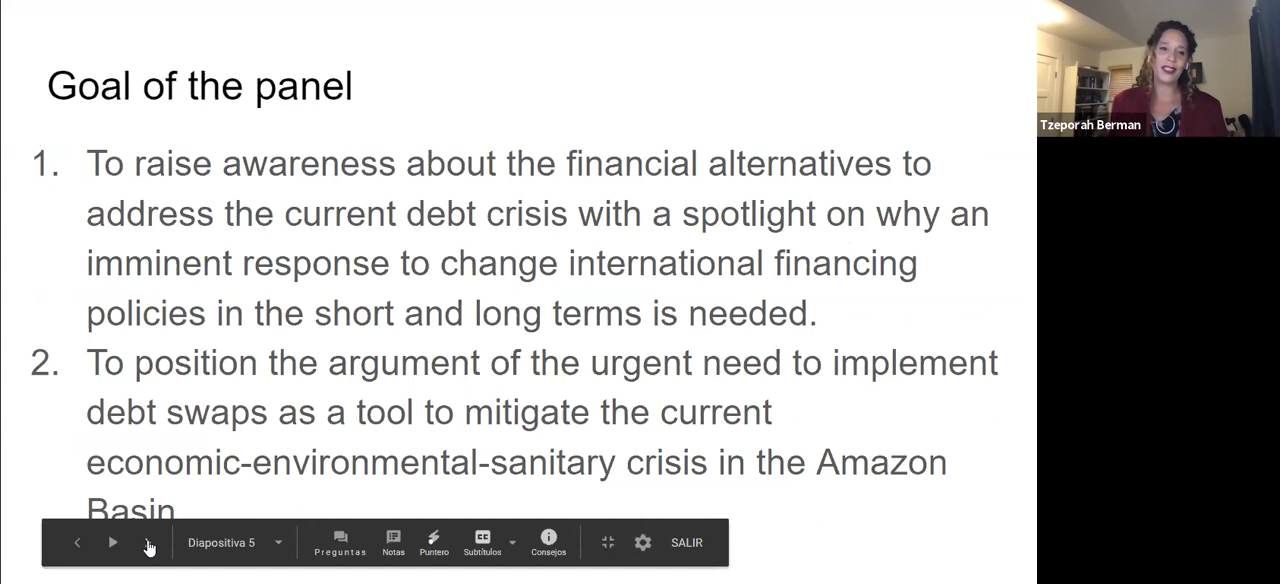 Goal of the panel
1. To raise awareness about the financial alternatives to
address the current debt crisis with a spotlight on why an
imminent response to change international financing
policies in the short and long terms is needed.
2. To position the argument of the urgent need to implement
debt swaps as a tool to mitigate the current
economic-environmental-sanitary crisis in the Amazon
Basin
Diapositiva 5
Preguntas
Notas
Puntero
CC
Subtítulos
Consejos
SALIR
Tzeporah Berman